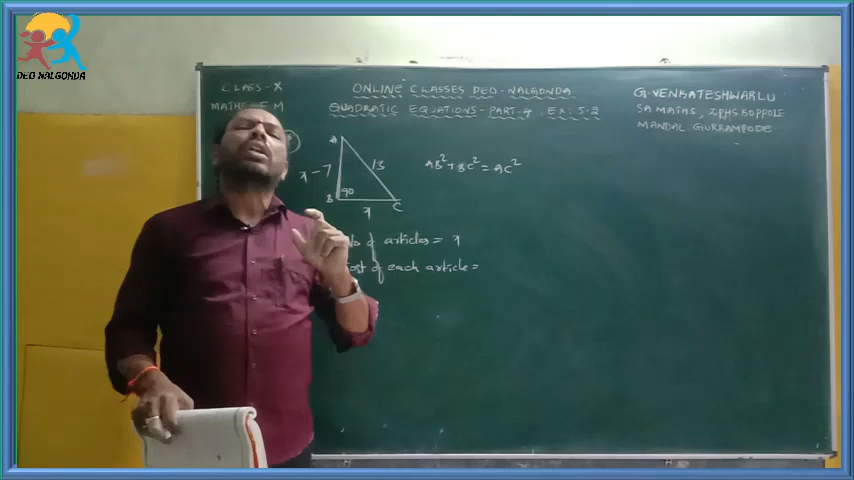 DEO NALGONDA
CLASS-X
ONLINE CLASSES DEO-NALGONDA
G.VENKATESHWARLU
MATHS E M
QUADRATIC EQUATIONS-PART-4, EX: 5.2
SA MATHS, ZPHS KOPPOLE
MANDAL: GURRAMPODE
A
x-7
13
AB²+BC²=AC²
90
B
x
C
of articles = x
of each article =